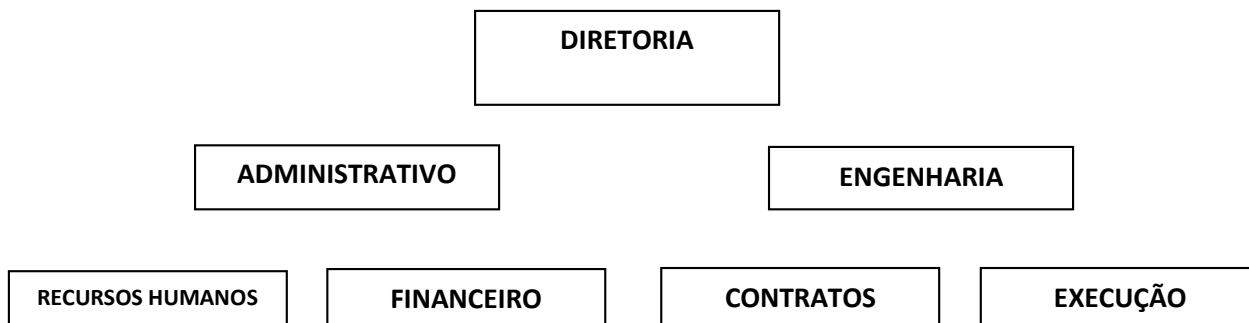 DIRETORIA
ADMINISTRATIVO
ENGENHARIA
RECURSOS HUMANOS
FINANCEIRO
CONTRATOS
EXECUÇÃO